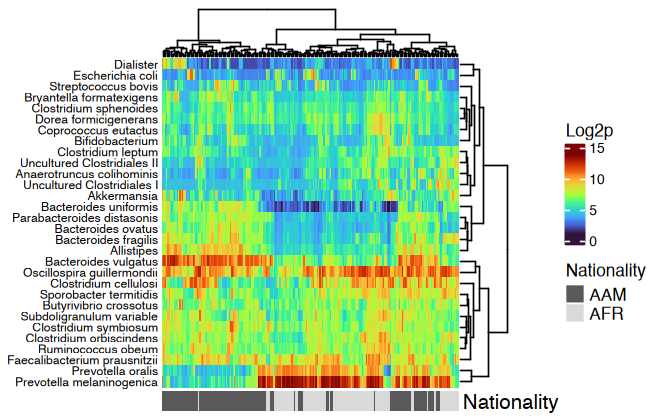 Dialister
Escherichia coli
Streptococcus bovis
Bryantella formatexigens
Clostridium sphenoides
Dorea formicigenerans
Coprococcus eutactus
Bifidobacterium
Clostridium leptum
Uncultured Clostridiales II
Anaerotruncus colihominis
Uncultured Clostridiales I
Akkermansia
Bacteroides uniformis
Parabacteroides distasonis
Bacteroides ovatus
Bacteroides fragilis
Allistipes
Bacteroides vulgatus
Oscillospira guillermondii
Clostridium cellulosi
Sporobacter termitidis
Butyrivibrio crossotus
Subdoligranulum variable
Clostridium symbiosum
Clostridium orbiscindens
Ruminococcus obeum
Faecalibacterium prausnitzii
Prevotella oralis
Prevotella melaninogenica
Nationality
Log2p
15
10
5
0
Nationality
AAM
AFR